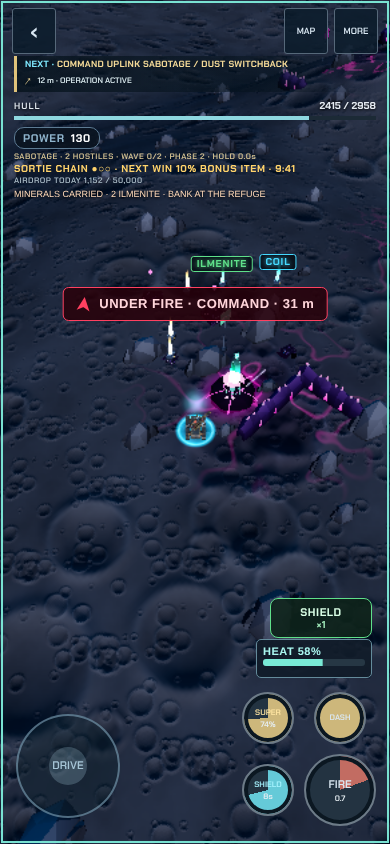 MAP
MORE
NEXT · COMMAND UPLINK SABOTAGE / DUST SWITCHBACK
12 m · OPERATION ACTIVE
HULL
2415 / 2958
POWER 130
SABOTAGE · 2 HOSTILES · WAVE 0/2 · PHASE 2 · HOLD 0.0s
SORTIE CHAIN ●○○ · NEXT WIN 10% BONUS ITEM · 9:41
AIRDROP TODAY 1,152 / 50,000
MINERALS CARRIED · 2 ILMENITE · BANK AT THE REFUGE
ILMENITE
COIL
UNDER FIRE · COMMAND · 31 m
SHIELD
×1
HEAT 58%
SUPER
74%
DASH
DRIVE
SHIELD
8s
FIRE
0.7